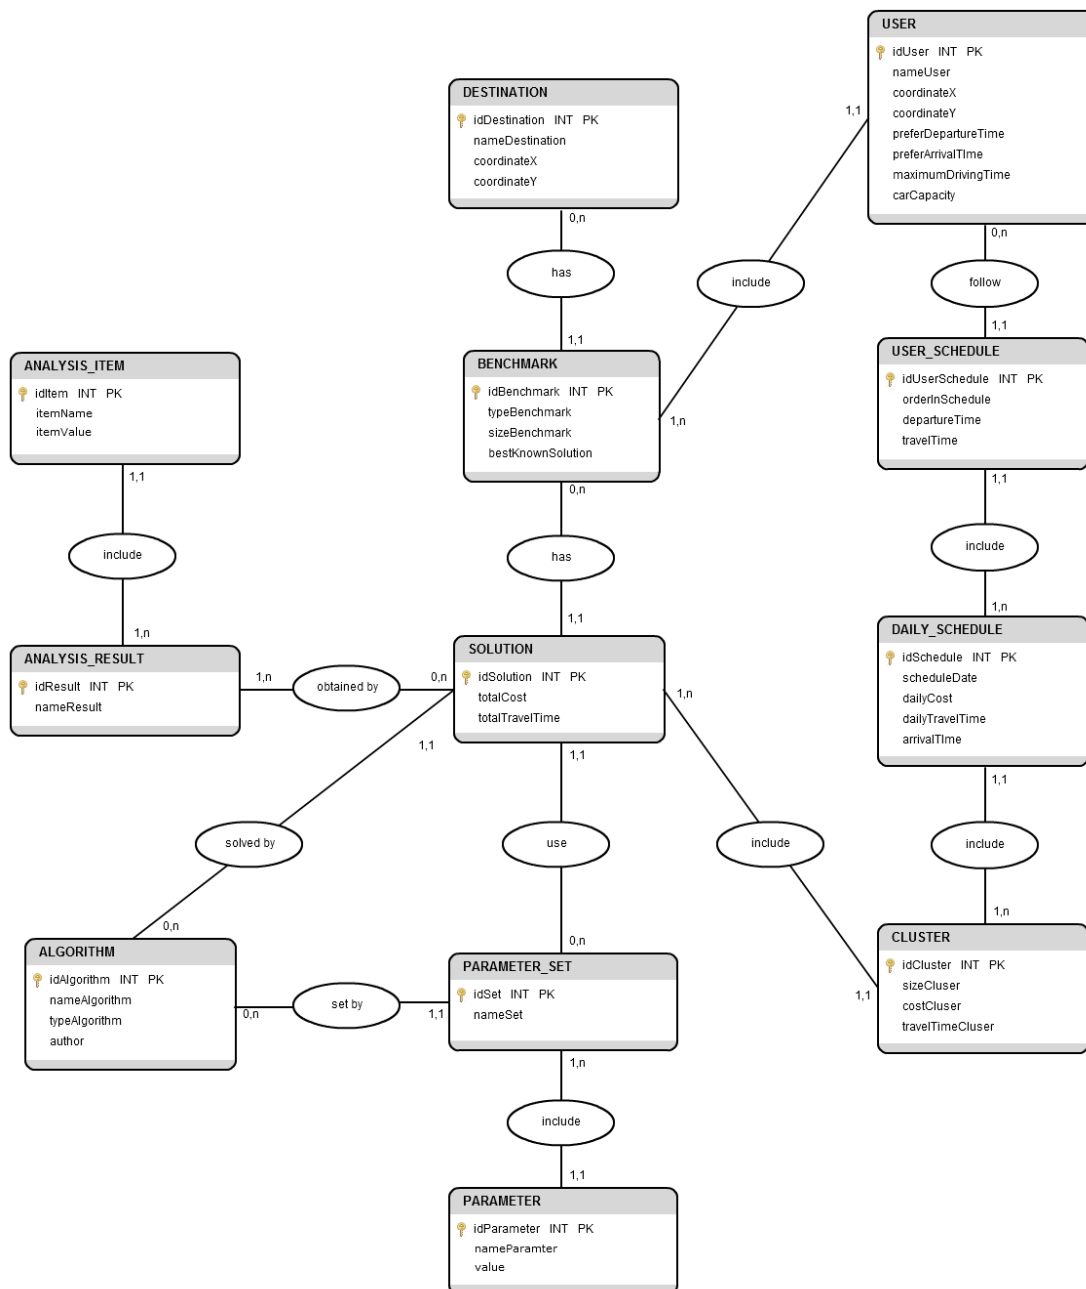 USER
idUser INT PK
nameUser
coordinateX
coordinateY
preferDepartureTime
preferArrivalTIme
maximumDrivingTime
carCapacity
1,1
0,n
DESTINATION
idDestination INT PK
nameDestination
coordinateX
coordinateY
0,n
has
1,1
include
1,n
follow
1,1
BENCHMARK
idBenchmark INT PK
typeBenchmark
sizeBenchmark
bestKnownSolution
0,n
has
1,1
USER_SCHEDULE
idUserSchedule INT PK
orderInSchedule
departureTime
travelTime
1,1
include
1,n
ANALYSIS_ITEM
idItem INT PK
itemName
itemValue
1,1
include
1,n
ANALYSIS_RESULT
idResult INT PK
nameResult
1,n
obtained by
0,n
SOLUTION
idSolution INT PK
totalCost
totalTravelTime
1,n
1,1
1,1
DAILY_SCHEDULE
idSchedule INT PK
scheduleDate
dailyCost
dailyTravelTime
arrivalTIme
1,1
solved by
use
include
include
0,n
0,n
1,n
1,1
ALGORITHM
idAlgorithm INT PK
nameAlgorithm
typeAlgorithm
author
0,n
set by
1,1
PARAMETER_SET
idSet INT PK
nameSet
1,n
CLUSTER
idCluster INT PK
sizeCluser
costCluser
travelTimeCluser
include
1,1
PARAMETER
idParameter INT PK
nameParamter
value